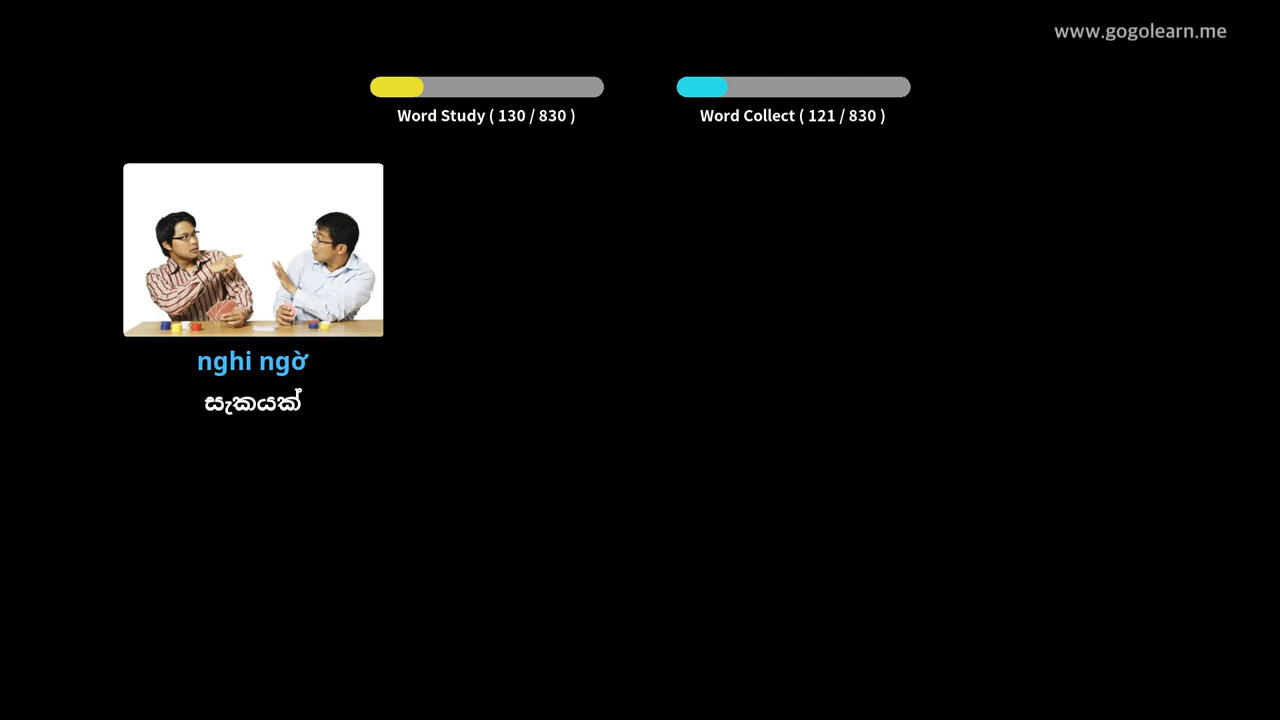 www.gogolearn.me
Word Study ( 130 / 830 )
Word Collect ( 121 / 830 )
nghi ngờ
සැකයක්